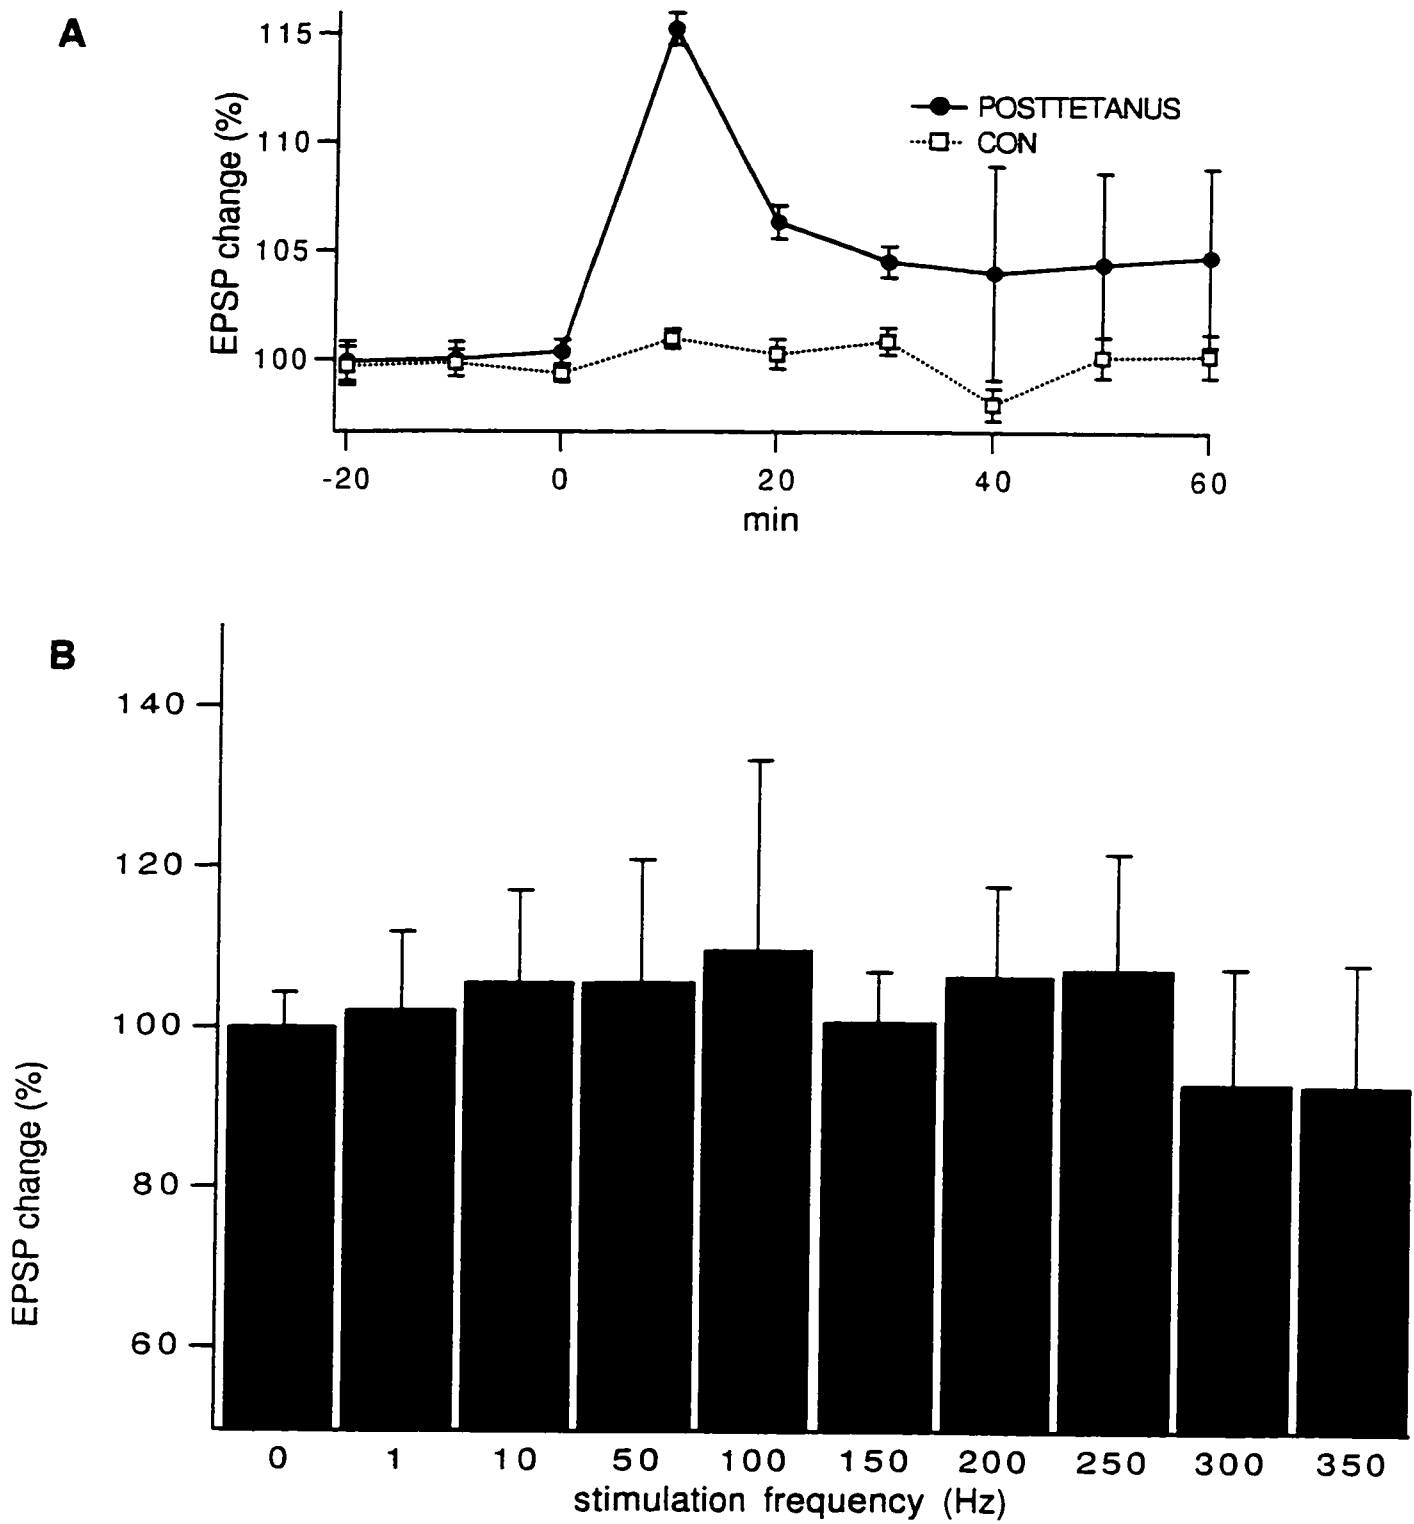 A
115
110
105
100
EPSP change (%)
POSTTETANUS
CON
-20 0 20 40 60
min
B
140
120
100
80
60
EPSP change (%)
0 1 10 50 100 150 200 250 300 350
stimulation frequency (Hz)